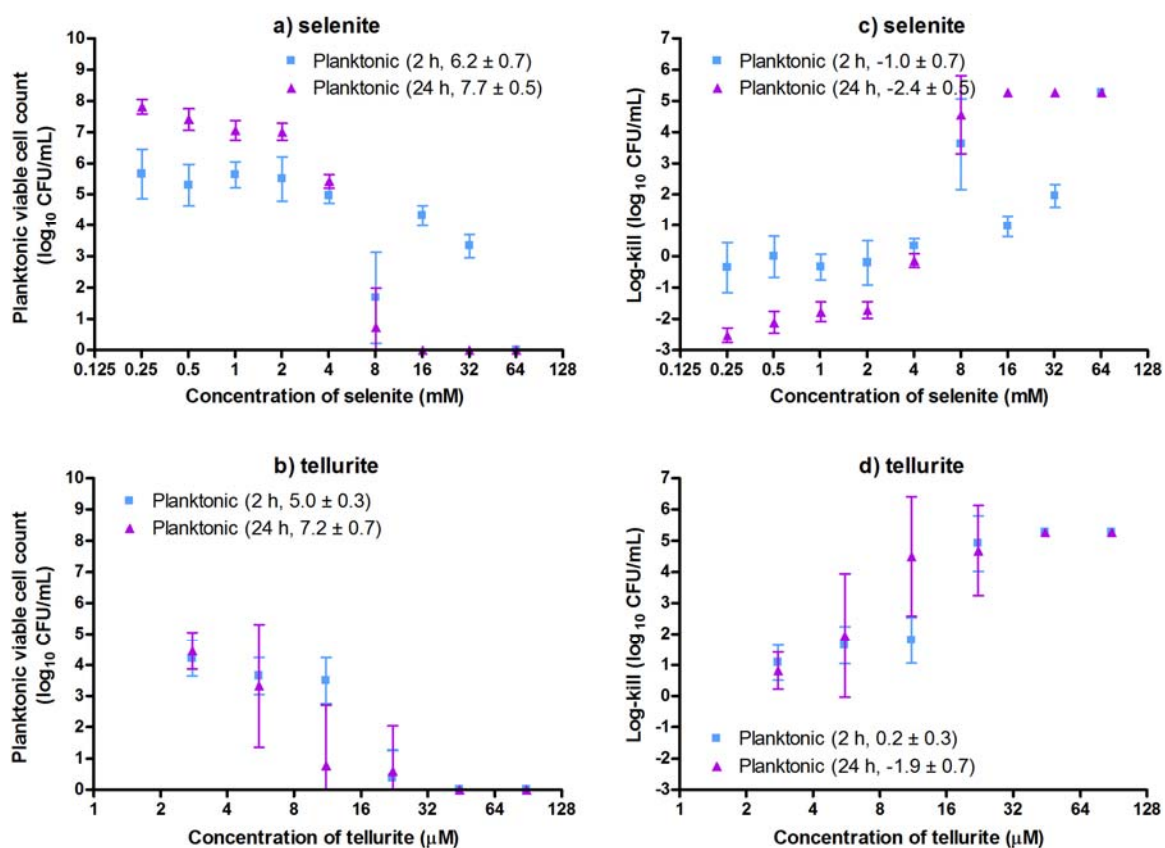 a) selenite
Planktonic viable cell count
(log10 CFU/mL)
10
9
8
7
6
5
4
3
2
1
0
Planktonic (2 h, 6.2 ± 0.7)
Planktonic (24 h, 7.7 ± 0.5)
0.125 0.25 0.5 1 2 4 8 16 32 64 128
Concentration of selenite (mM)
c) selenite
Log-kill (log10 CFU/mL)
7
6
5
4
3
2
1
0
-1
-2
-3
Planktonic (2 h, -1.0 ± 0.7)
Planktonic (24 h, -2.4 ± 0.5)
0.125 0.25 0.5 1 2 4 8 16 32 64 128
Concentration of selenite (mM)
b) tellurite
Planktonic viable cell count
(log10 CFU/mL)
10
9
8
7
6
5
4
3
2
1
0
Planktonic (2 h, 5.0 ± 0.3)
Planktonic (24 h, 7.2 ± 0.7)
1 2 4 8 16 32 64 128
Concentration of tellurite (μM)
d) tellurite
Log-kill (log10 CFU/mL)
7
6
5
4
3
2
1
0
-1
-2
-3
Planktonic (2 h, 0.2 ± 0.3)
Planktonic (24 h, -1.9 ± 0.7)
1 2 4 8 16 32 64 128
Concentration of tellurite (μM)